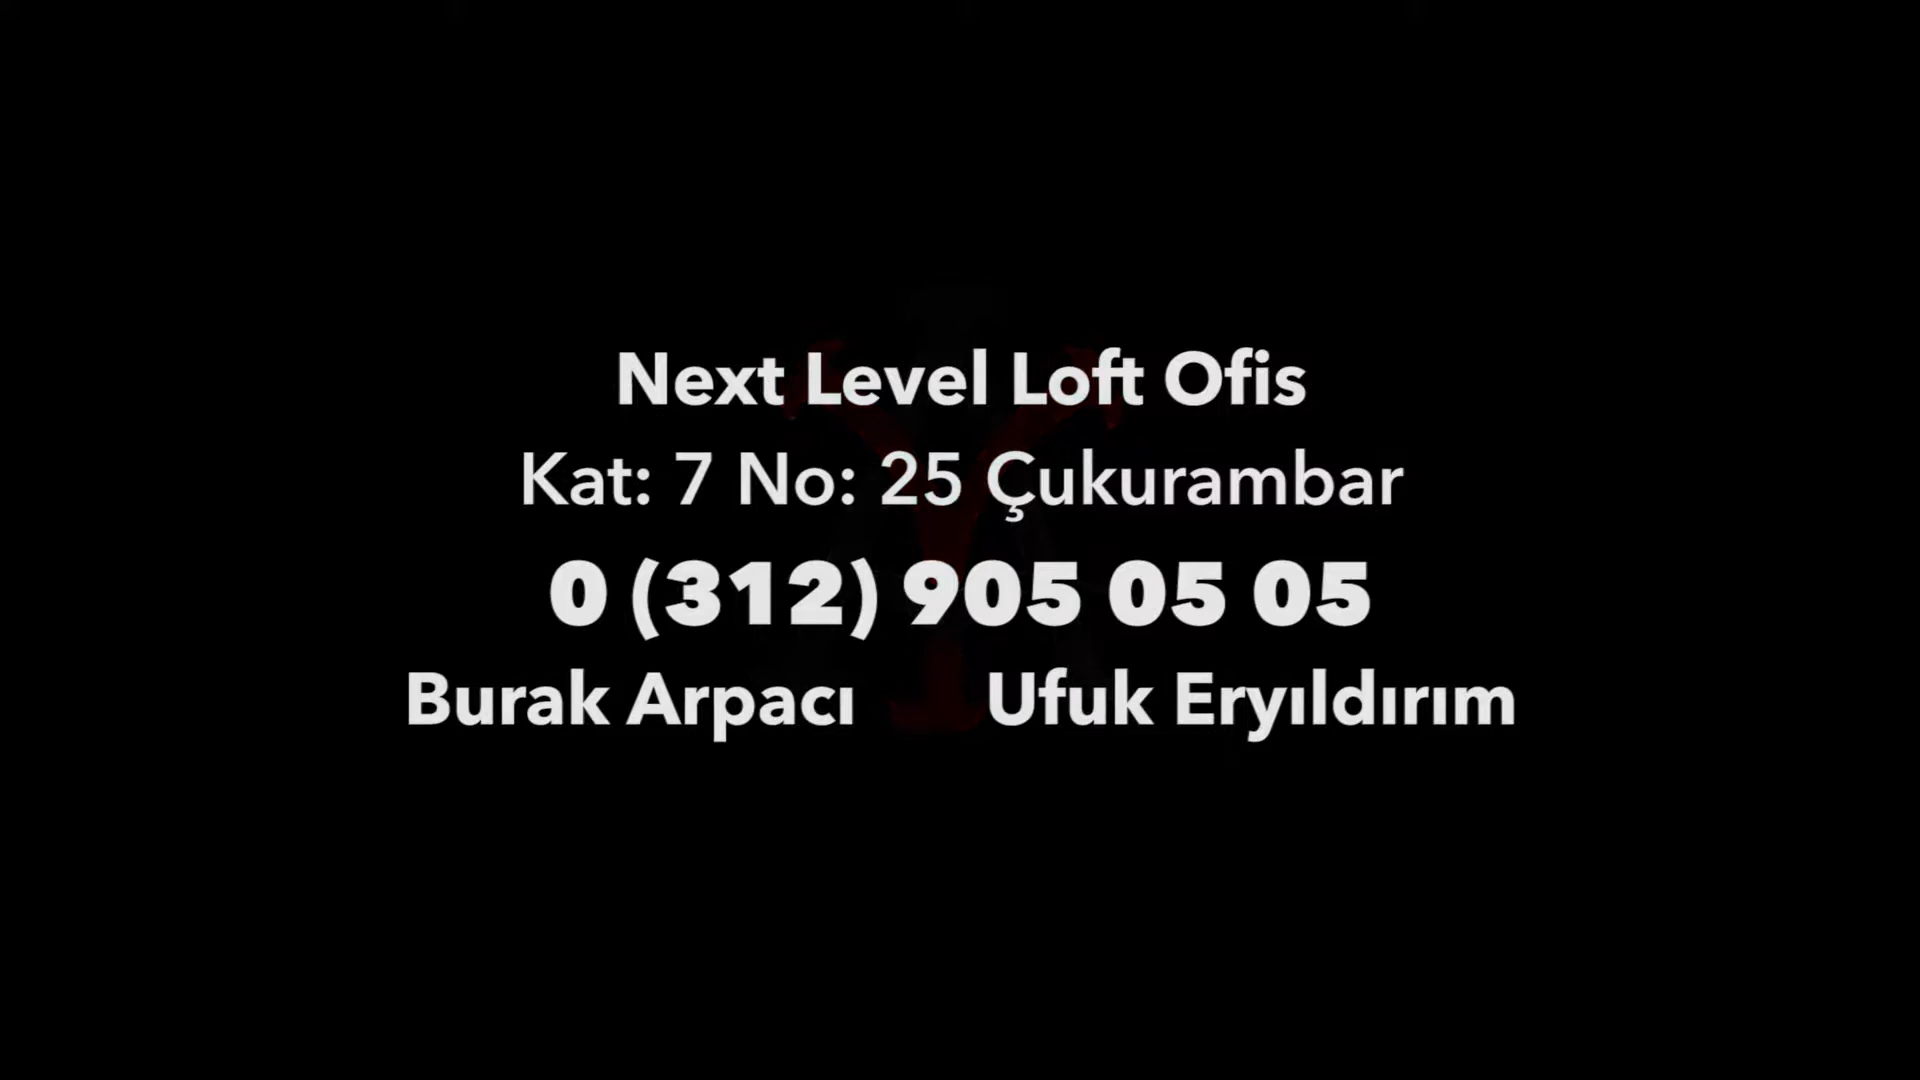 Next Level Loft Ofis
Kat: 7 No: 25 Çukurambar
0 (312) 905 05 05
Burak Arpacı Ufuk Eryıldırım